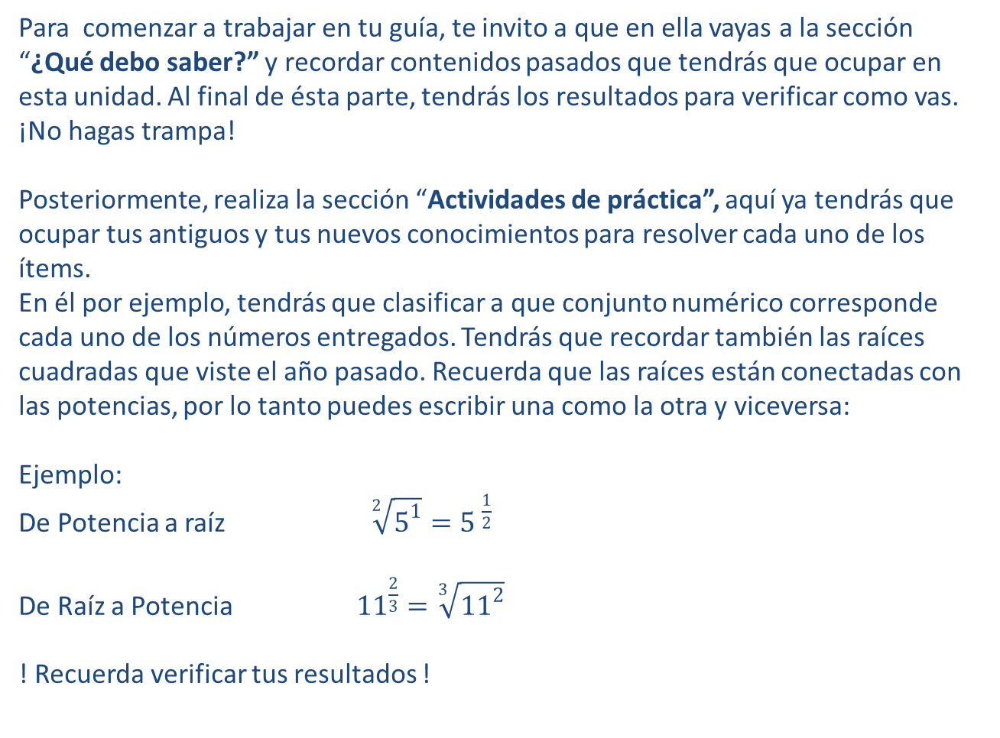 Para  comenzar a trabajar en tu guía, te invito a que en ella vayas a la sección
“¿Qué debo saber?” y recordar contenidos pasados que tendrás que ocupar en
esta unidad. Al final de ésta parte, tendrás los resultados para verificar como vas.
¡No hagas trampa!
Posteriormente, realiza la sección “Actividades de práctica”, aquí ya tendrás que
ocupar tus antiguos y tus nuevos conocimientos para resolver cada uno de los
ítems.
En él por ejemplo, tendrás que clasificar a que conjunto numérico corresponde
cada uno de los números entregados. Tendrás que recordar también las raíces
cuadradas que viste el año pasado. Recuerda que las raíces están conectadas con
las potencias, por lo tanto puedes escribir una como la otra y viceversa:
Ejemplo:
De Potencia a raíz $\sqrt[2]{5^1} = 5^{\frac{1}{2}}$
De Raíz a Potencia $11^{\frac{2}{3}} = \sqrt[3]{11^2}$
! Recuerda verificar tus resultados !